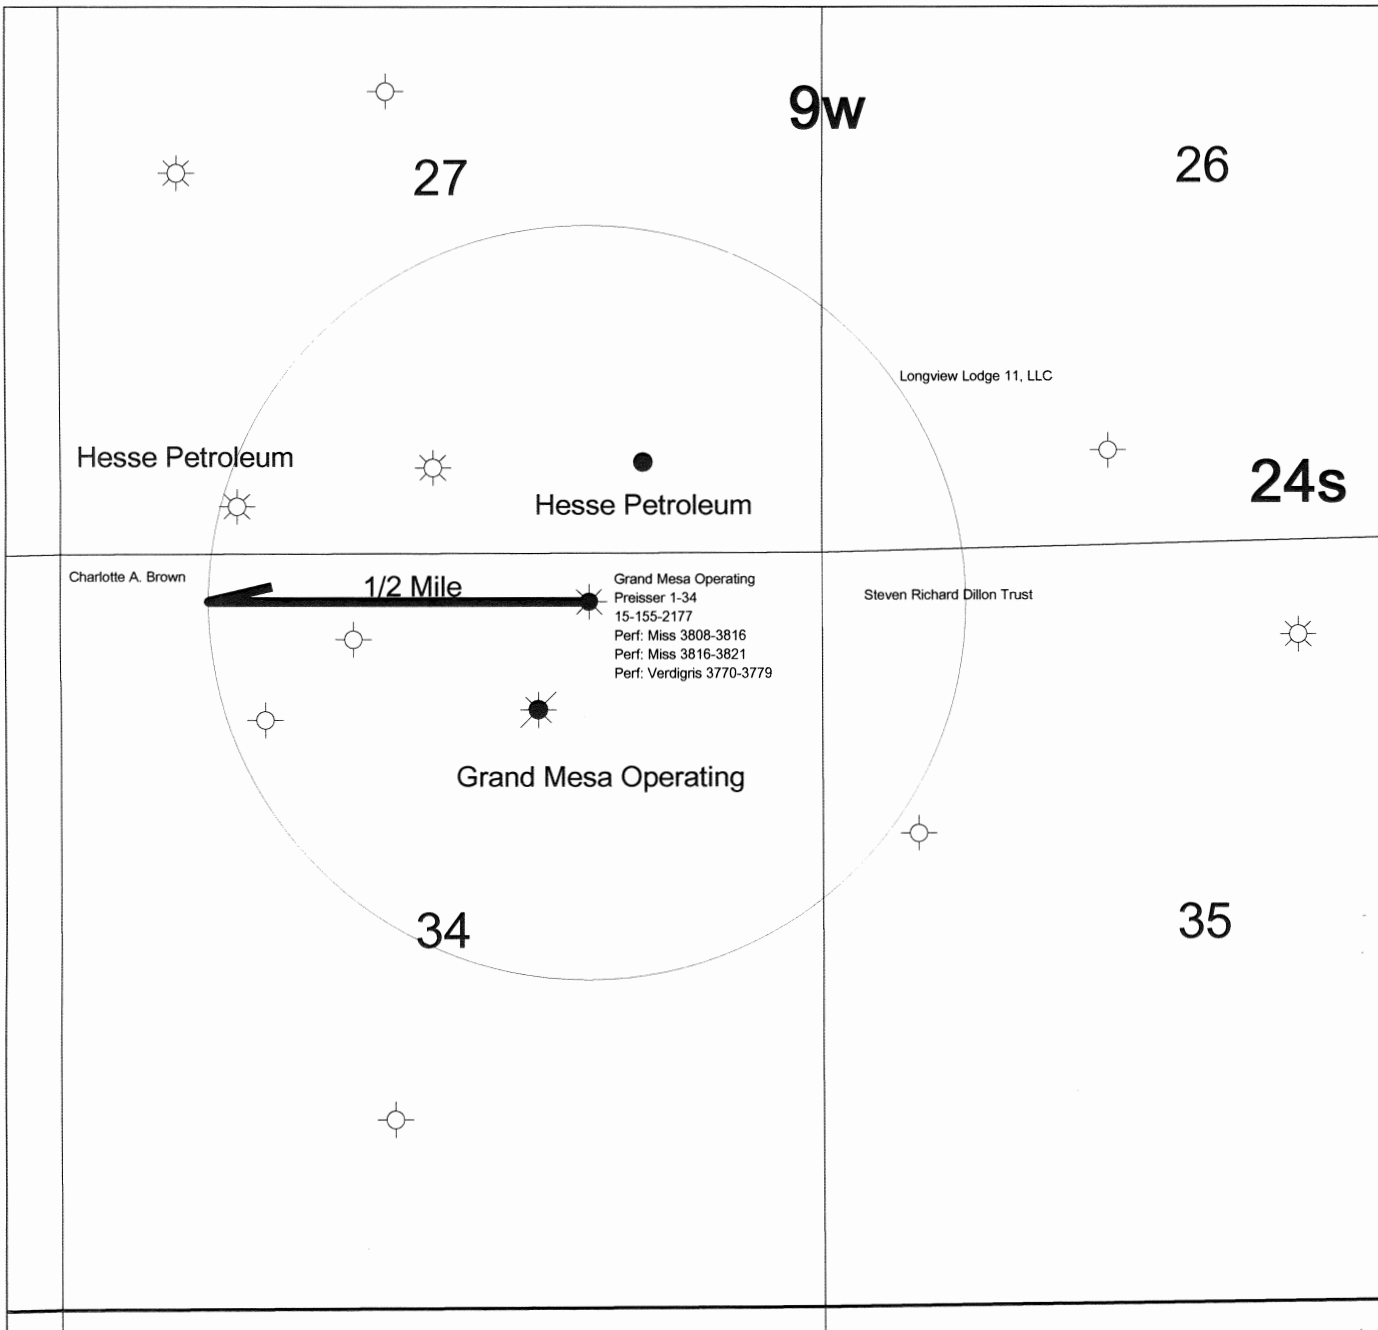 9w
27
26
Longview Lodge 11, LLC
Hesse Petroleum
24s
Hesse Petroleum
Charlotte A. Brown
1/2 Mile
Grand Mesa Operating
Preisser 1-34
15-155-2177
Perf: Miss 3808-3816
Perf: Miss 3816-3821
Perf: Verdigris 3770-3779
Steven Richard Dillon Trust
Grand Mesa Operating
34
35